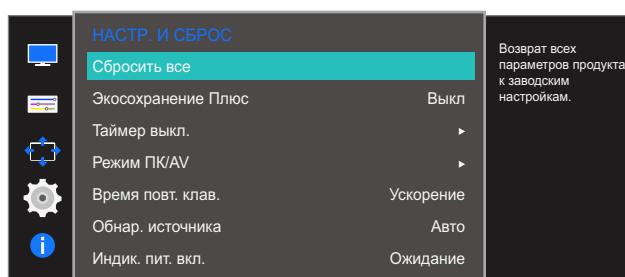 НАСТР. И СБРОС
Сбросить все
Экосохранение Плюс Выкл
Таймер выкл.
Режим ПК/AV
Время повт. клав. Ускорение
Обнар. источника Авто
Индик. пит. вкл. Ожидание
Возврат всех
параметров продукта
к заводским
настройкам.